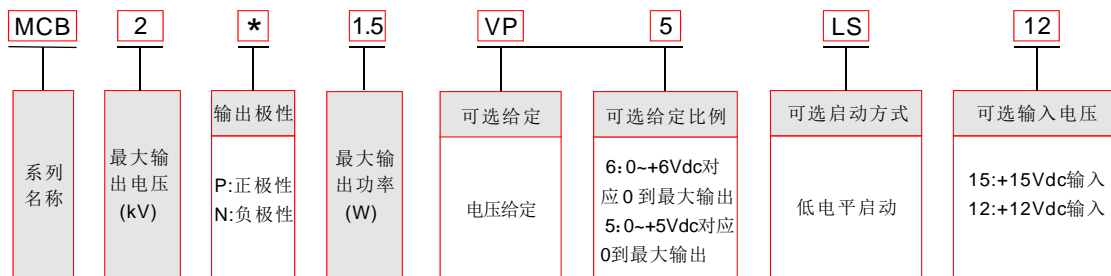 MCB 2 * 1.5 VP 5 LS 12
系列
名称
最大输
出电压
(kV)
输出极性
P:正极性
N:负极性
最大输
出功率
(W)
可选给定
电压给定
可选给定比例
6:0~+6Vdc对
应0到最大输出
5:0~+5Vdc对应
0到最大输出
可选启动方式
低电平启动
可选输入电压
15:+15Vdc输入
12:+12Vdc输入